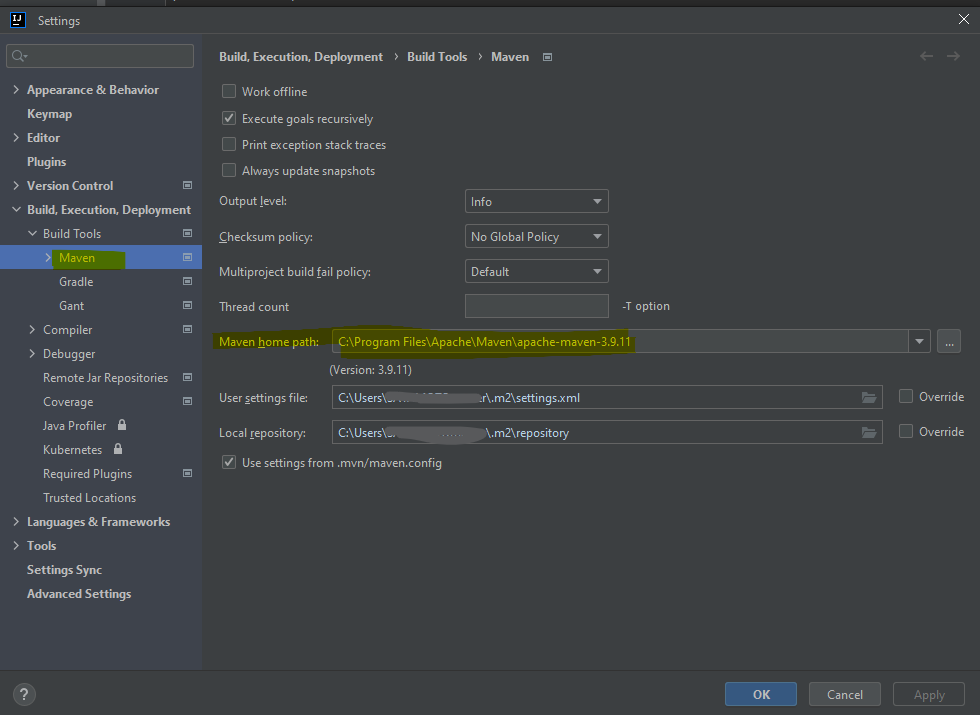 Settings
Build, Execution, Deployment › Build Tools › Maven
Appearance & Behavior
Keymap
Editor
Plugins
Version Control
Build, Execution, Deployment
Build Tools
Maven
Gradle
Gant
Compiler
Debugger
Remote Jar Repositories
Coverage
Java Profiler
Kubernetes
Required Plugins
Trusted Locations
Languages & Frameworks
Tools
Settings Sync
Advanced Settings
Work offline
Execute goals recursively
Print exception stack traces
Always update snapshots
Output level: Info
Checksum policy: No Global Policy
Multiproject build fail policy: Default
Thread count -T option
Maven home path: C:\Program Files\Apache\Maven\apache-maven-3.9.11 ...
(Version: 3.9.11)
User settings file: C:\Users\ \.m2\settings.xml Override
Local repository: C:\Users\ \.m2\repository Override
Use settings from .mvn/maven.config
? OK Cancel Apply